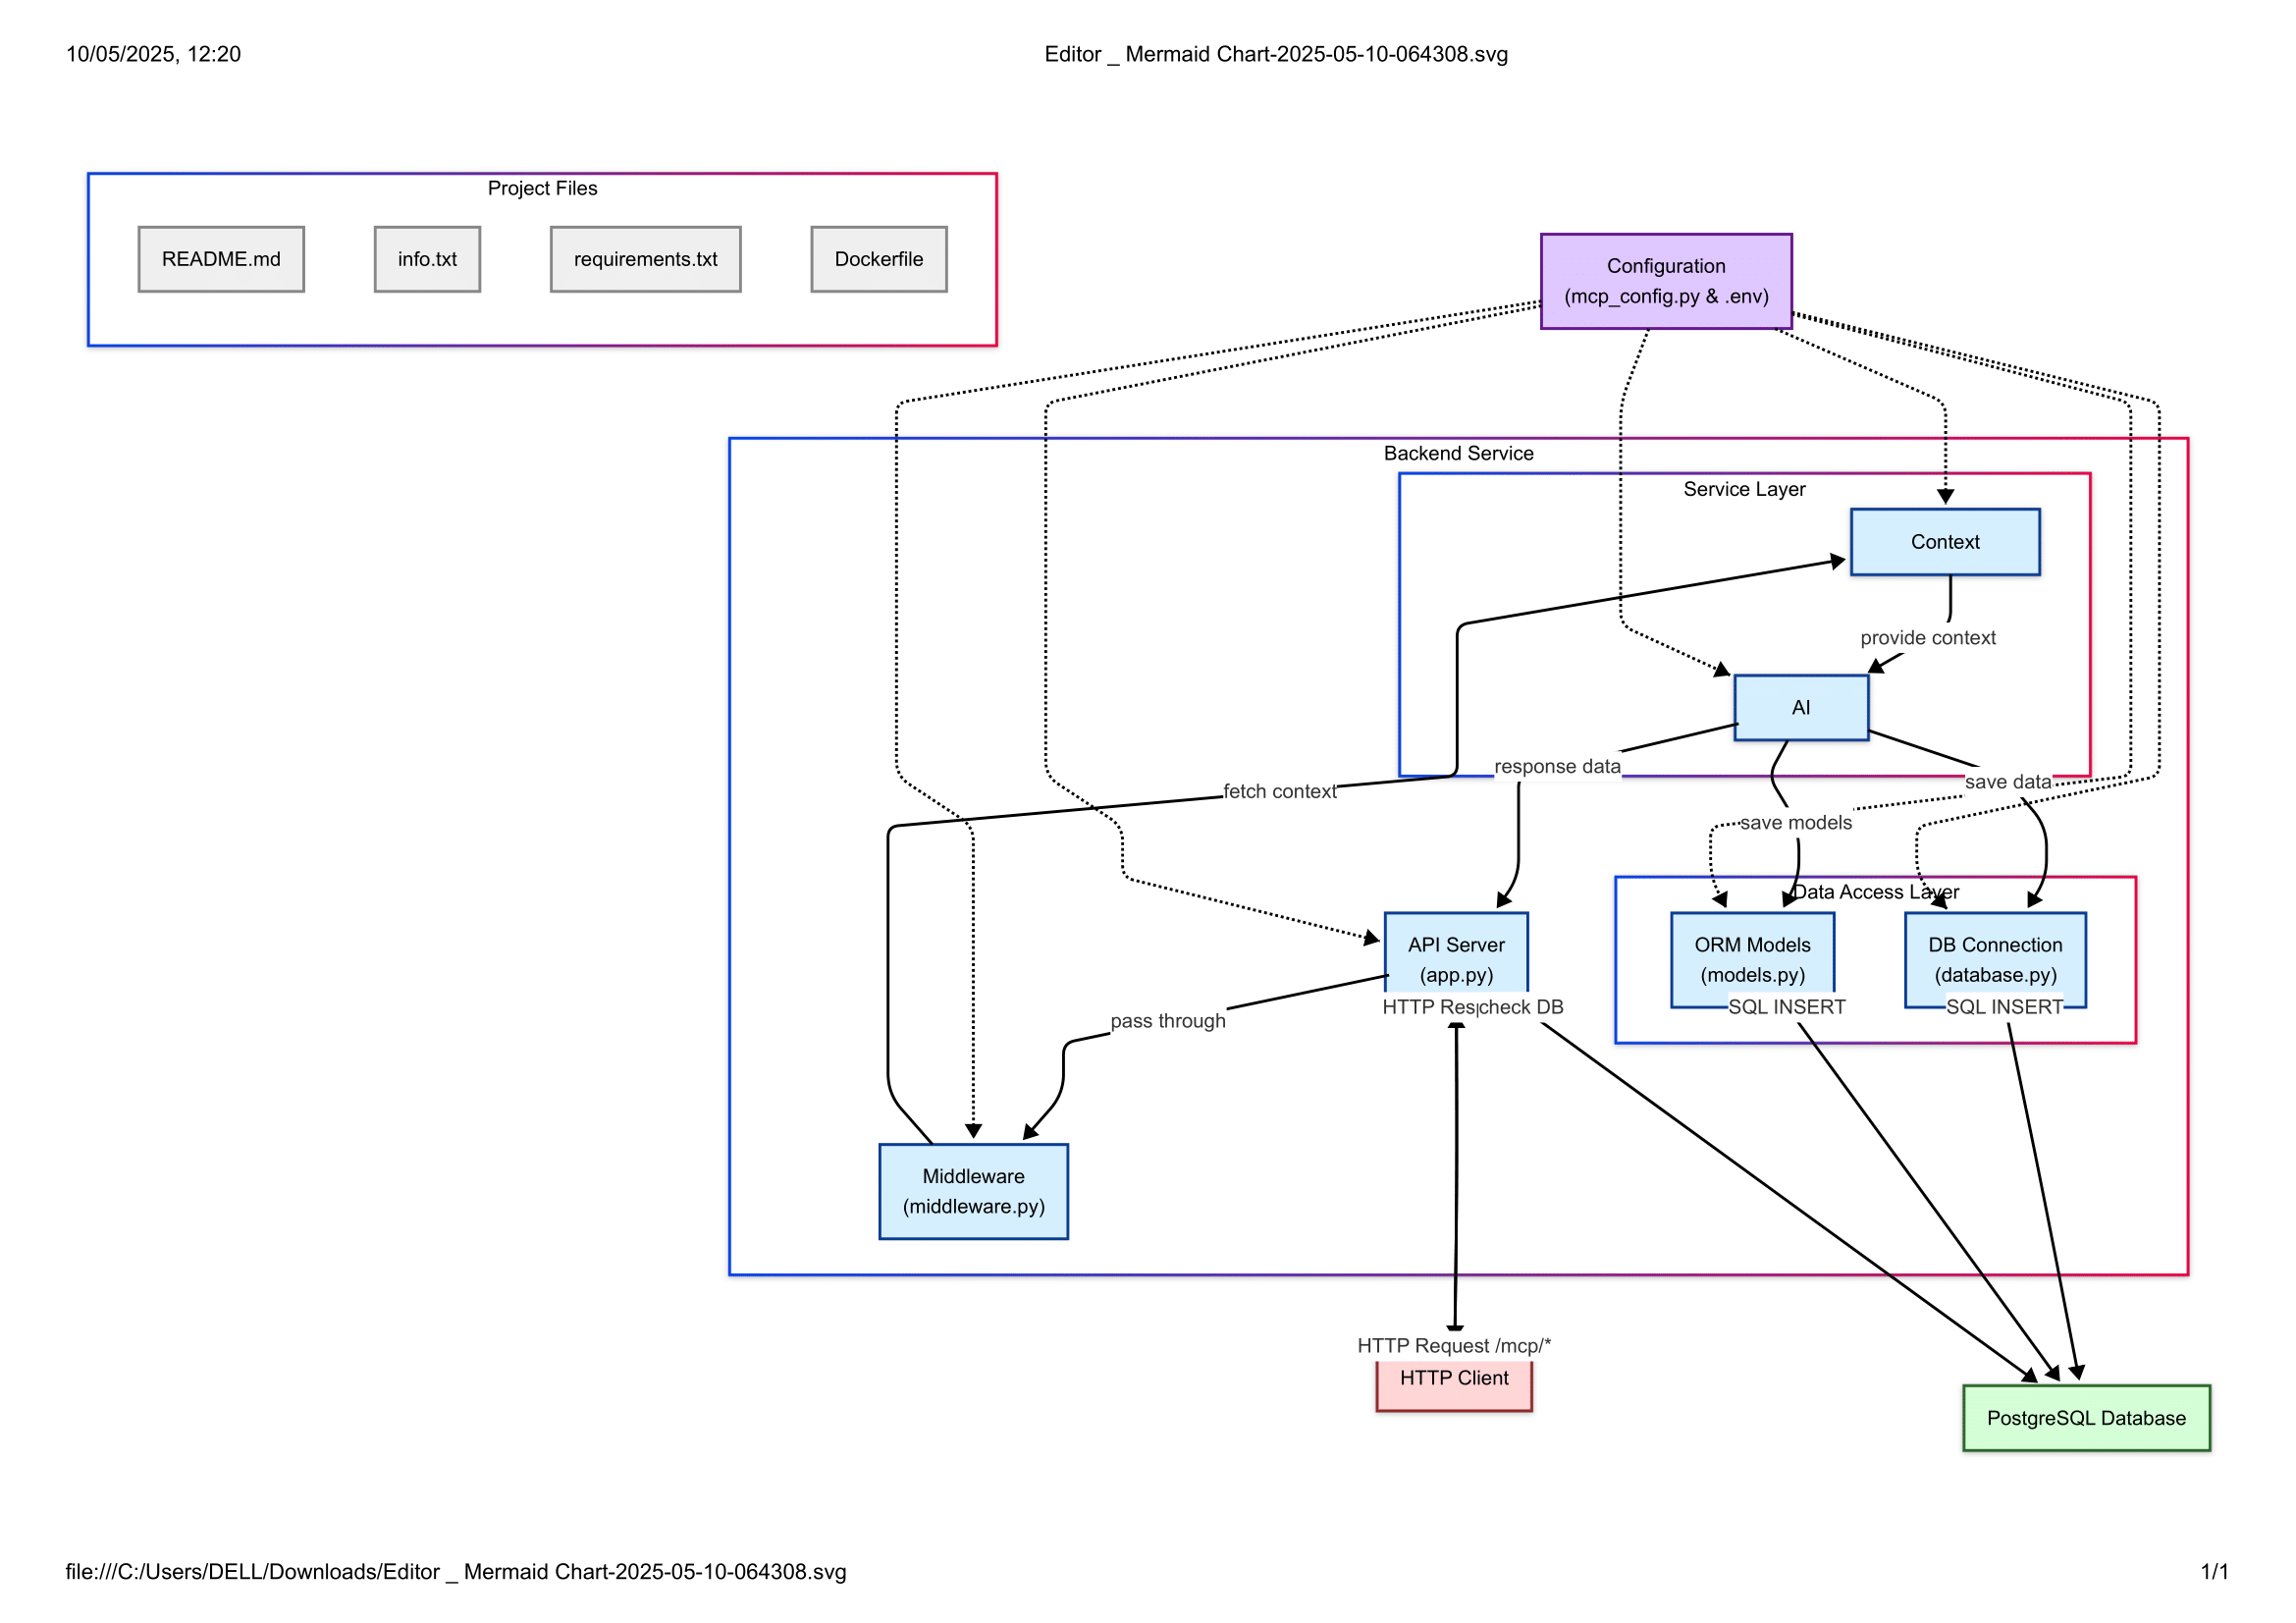 10/05/2025, 12:20
Editor _ Mermaid Chart-2025-05-10-064308.svg
Project Files
README.md
info.txt
requirements.txt
Dockerfile
Configuration
(mcp_config.py & .env)
Backend Service
Service Layer
Context
provide context
AI
response data
fetch context
save data
save models
Data Access Layer
API Server
(app.py)
ORM Models
(models.py)
DB Connection
(database.py)
HTTP
check DB
SQL INSERT
SQL INSERT
pass through
Middleware
(middleware.py)
HTTP Request /mcp/*
HTTP Client
PostgreSQL Database
file:///C:/Users/DELL/Downloads/Editor _ Mermaid Chart-2025-05-10-064308.svg
1/1